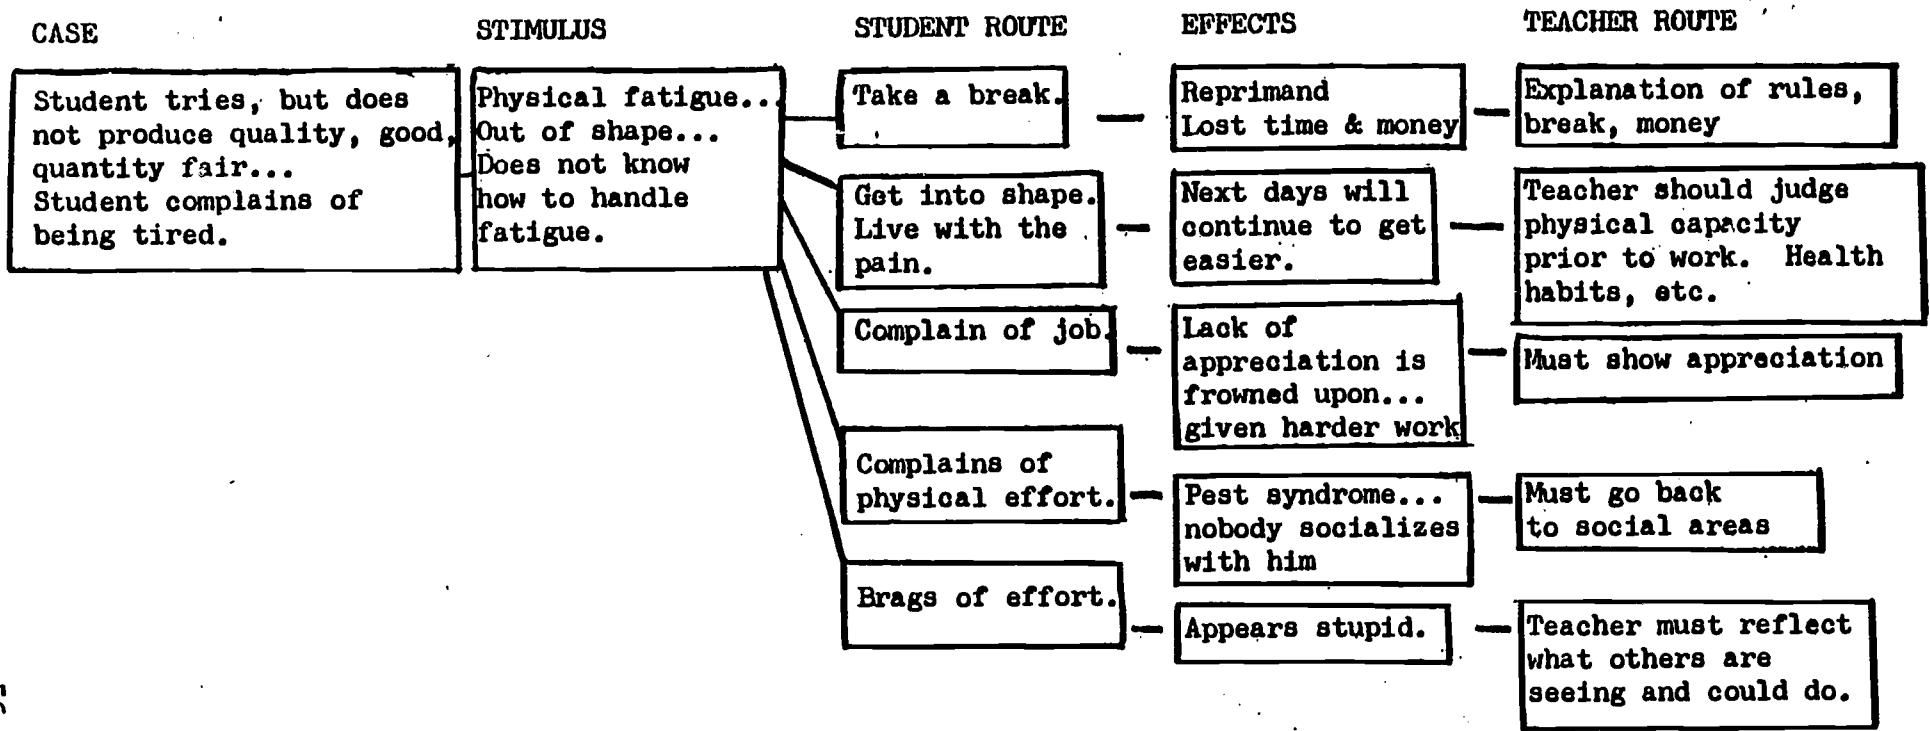 CASE
STIMULUS
STUDENT ROUTE
EFFECTS
TEACHER ROUTE
Student tries, but does
not produce quality, good,
quantity fair...
Student complains of
being tired.
Physical fatigue...
Out of shape...
Does not know
how to handle
fatigue.
Take a break.
Reprimand
Lost time & money
Explanation of rules,
break, money
Get into shape.
Live with the
pain.
Next days will
continue to get
easier.
Teacher should judge
physical capacity
prior to work. Health
habits, etc.
Complain of job.
Lack of
appreciation is
frowned upon...
given harder work
Must show appreciation
Complains of
physical effort.
Pest syndrome...
nobody socializes
with him
Must go back
to social areas
Brags of effort.
Appears stupid.
Teacher must reflect
what others are
seeing and could do.